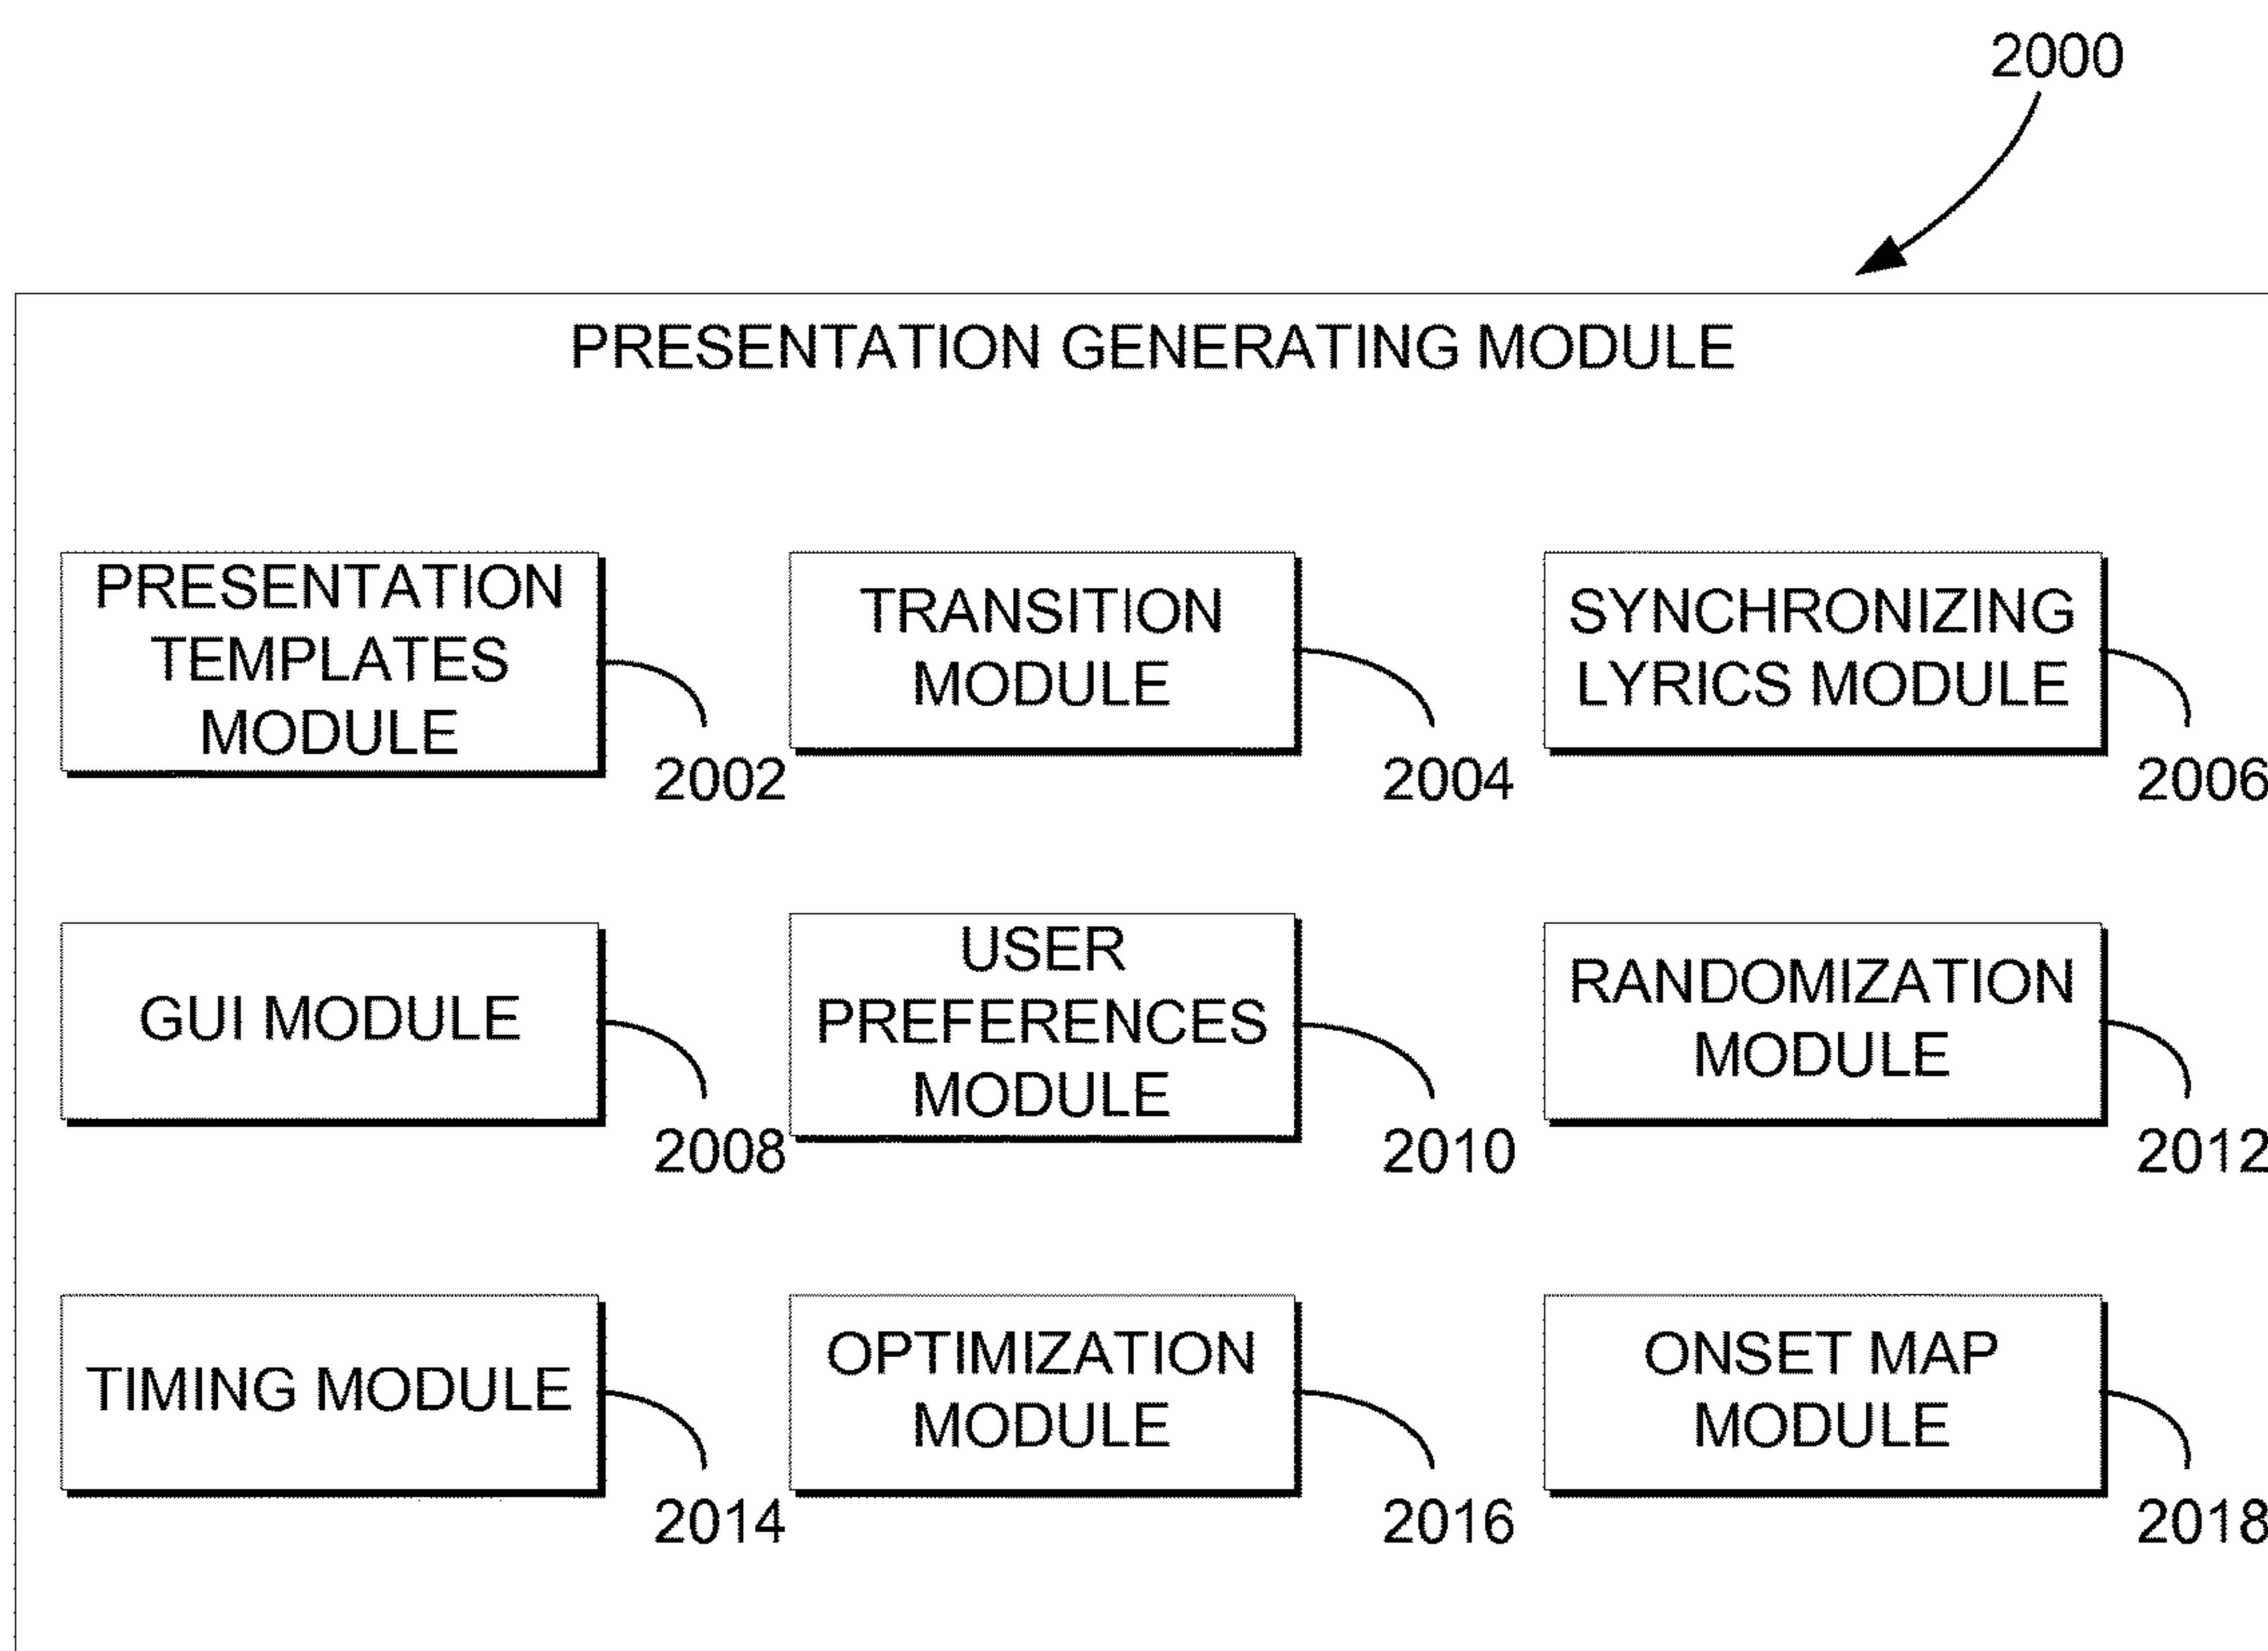 2000
PRESENTATION GENERATING MODULE
PRESENTATION
TEMPLATES
MODULE
2002
TRANSITION
MODULE
2004
SYNCHRONIZING
LYRICS MODULE
2006
GUI MODULE
2008
USER
PREFERENCES
MODULE
2010
RANDOMIZATION
MODULE
2012
TIMING MODULE
2014
OPTIMIZATION
MODULE
2016
ONSET MAP
MODULE
2018